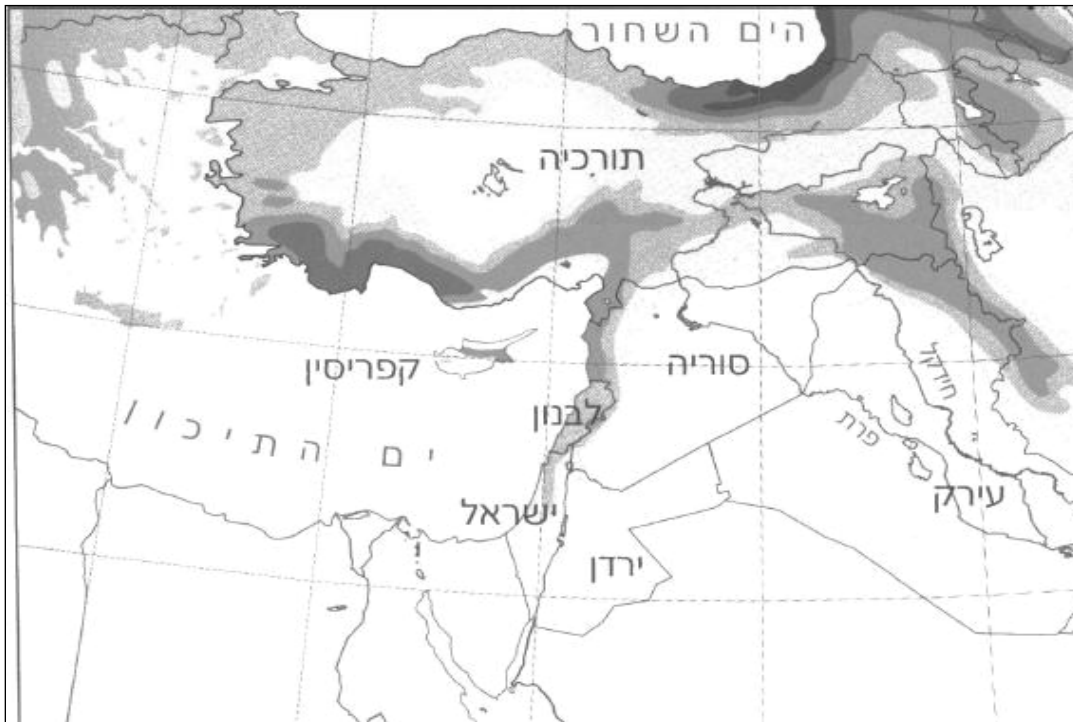 הים השחור
תורכיה
קפריסין
סוריה
חידקל
לבנון
פרת
ים התיכון
עירק
ישראל
ירדן